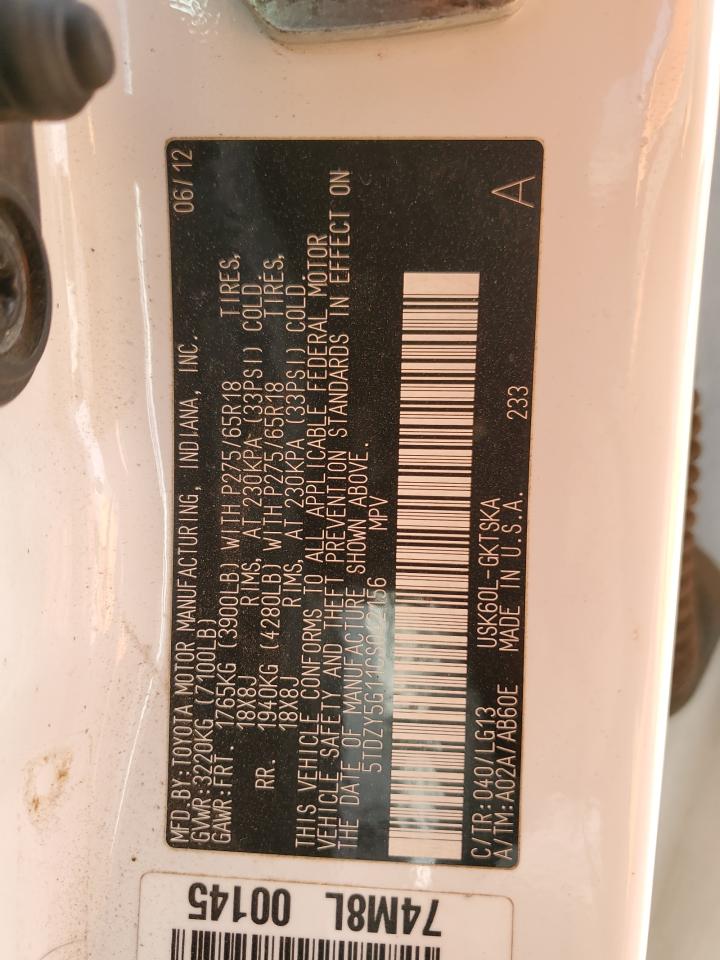 MFD.BY:TOYOTA MOTOR MANUFACTURING, INDIANA, INC. 06/12
GVWR:3220KG (7100LB)
GAWR:FRT. 1765KG (3900LB) WITH P275/65R18 TIRES,
18X8J RIMS, AT 230KPA (33PSI) COLD.
RR. 1940KG (4280LB) WITH P275/65R18 TIRES,
18X8J RIMS, AT 230KPA (33PSI) COLD.
THIS VEHICLE CONFORMS TO ALL APPLICABLE FEDERAL MOTOR
VEHICLE SAFETY AND THEFT PREVENTION STANDARDS IN EFFECT ON
THE DATE OF MANUFACTURE SHOWN ABOVE.
MPV
C/TR:040/LG13 USK60L-GKTSKA
A/TM:A02A/AB60E MADE IN U.S.A. 233 A
74M8L
00145